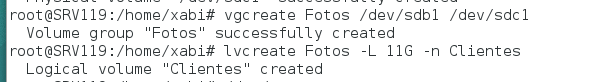 root@SRV119:/home/xabi# vgcreate Fotos /dev/sdb1 /dev/sdc1
Volume group "Fotos" successfully created
root@SRV119:/home/xabi# lvcreate Fotos -L 11G -n Clientes
Logical volume "Clientes" created